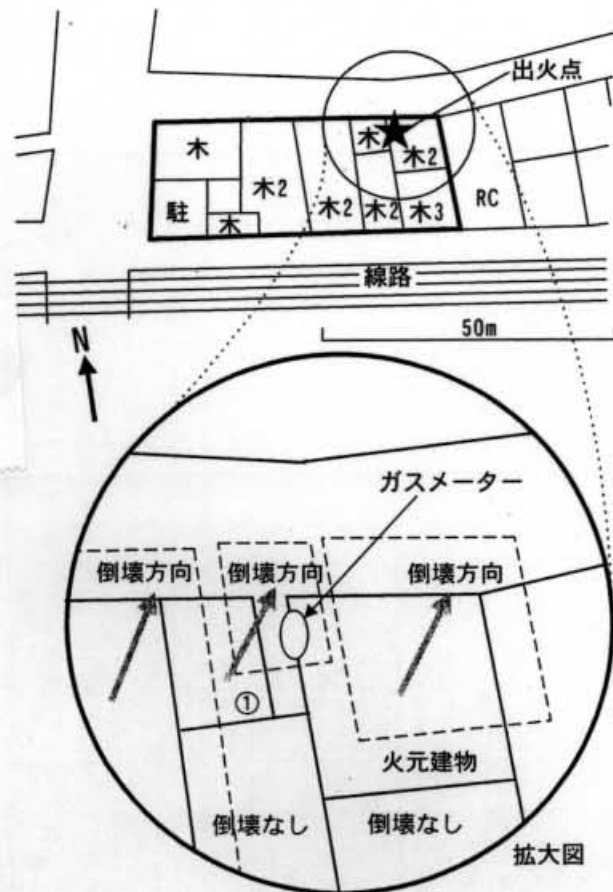 出火点
木
木
木2
木2
駐
木
木2
木2
木3
RC
線路
N
50m
ガスメーター
倒壊方向
倒壊方向
倒壊方向
①
火元建物
倒壊なし
倒壊なし
拡大図